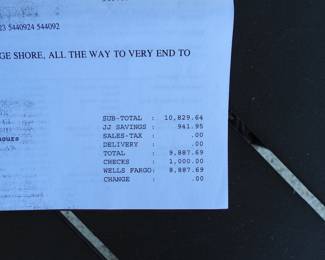 23 5440924 544092
GE SHORE, ALL THE WAY TO VERY END TO
hours
SUB-TOTAL : 10,829.64
JJ SAVINGS : 941.95
SALES-TAX : .00
DELIVERY : .00
TOTAL : 9,887.69
CHECKS : 1,000.00
WELLS FARGO: 8,887.69
CHANGE : .00